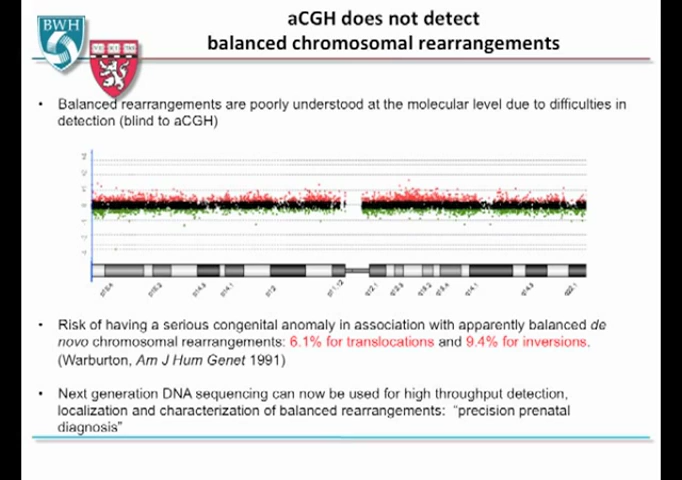 BWH
aCGH does not detect
balanced chromosomal rearrangements
• Balanced rearrangements are poorly understood at the molecular level due to difficulties in
detection (blind to aCGH)
• Risk of having a serious congenital anomaly in association with apparently balanced de
novo chromosomal rearrangements: 6.1% for translocations and 9.4% for inversions.
(Warburton, Am J Hum Genet 1991)
• Next generation DNA sequencing can now be used for high throughput detection,
localization and characterization of balanced rearrangements: “precision prenatal
diagnosis”